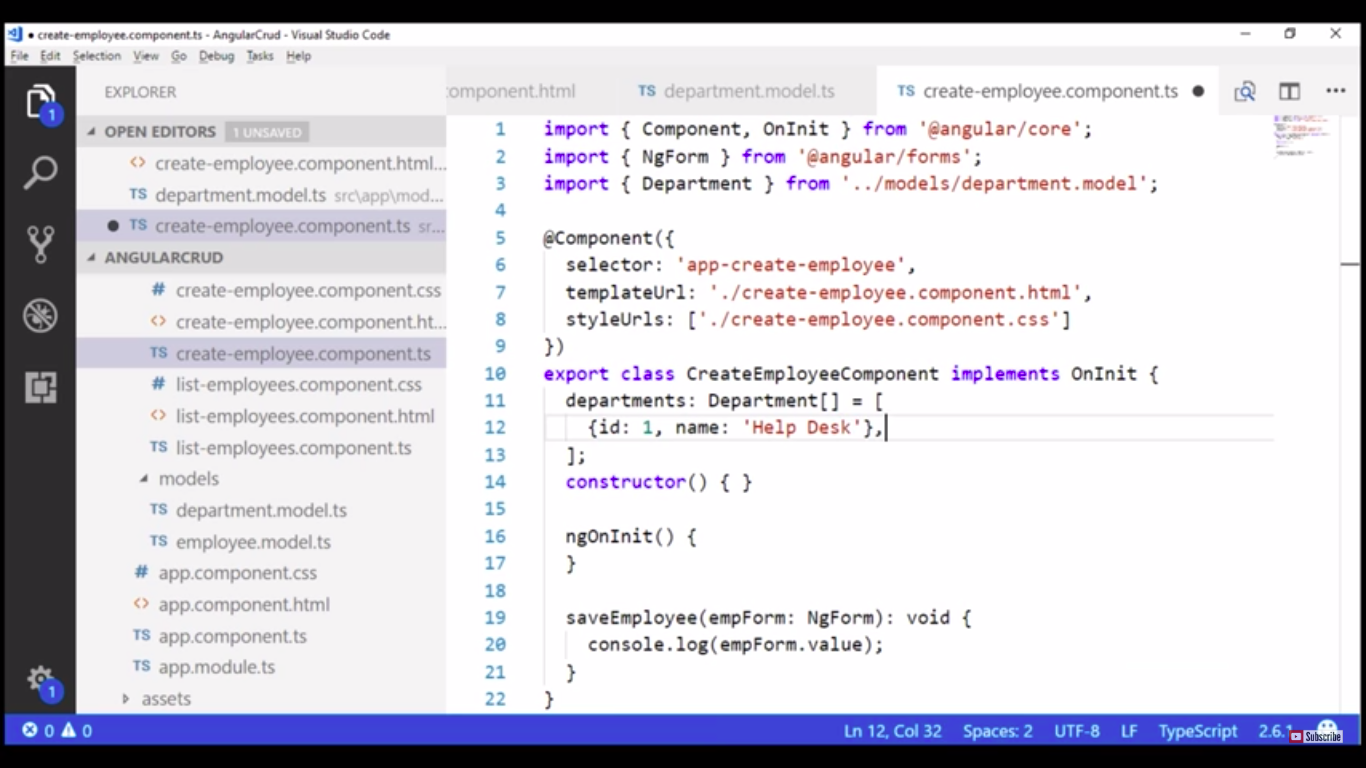 create-employee.component.ts - AngularCrud - Visual Studio Code
File Edit Selection View Go Debug Tasks Help
EXPLORER
OPEN EDITORS 1 UNSAVED
create-employee.component.html...
TS department.model.ts src\app\mod...
TS create-employee.component.ts sr...
ANGULARCRUD
# create-employee.component.css
<> create-employee.component.ht...
TS create-employee.component.ts
# list-employees.component.css
<> list-employees.component.html
TS list-employees.component.ts
models
TS department.model.ts
TS employee.model.ts
# app.component.css
<> app.component.html
TS app.component.ts
TS app.module.ts
assets
1
1
omponent.html TS department.model.ts TS create-employee.component.ts
1 import { Component, OnInit } from '@angular/core';
2 import { NgForm } from '@angular/forms';
3 import { Department } from '../models/department.model';
4
5 @Component({
6 selector: 'app-create-employee',
7 templateUrl: './create-employee.component.html',
8 styleUrls: ['./create-employee.component.css']
9 })
10 export class CreateEmployeeComponent implements OnInit {
11 departments: Department[] = [
12 {id: 1, name: 'Help Desk'},
13 ];
14 constructor() { }
15
16 ngOnInit() {
17 }
18
19 saveEmployee(empForm: NgForm): void {
20 console.log(empForm.value);
21 }
22 }
0 0 Ln 12, Col 32 Spaces: 2 UTF-8 LF TypeScript 2.6.
Subscribe